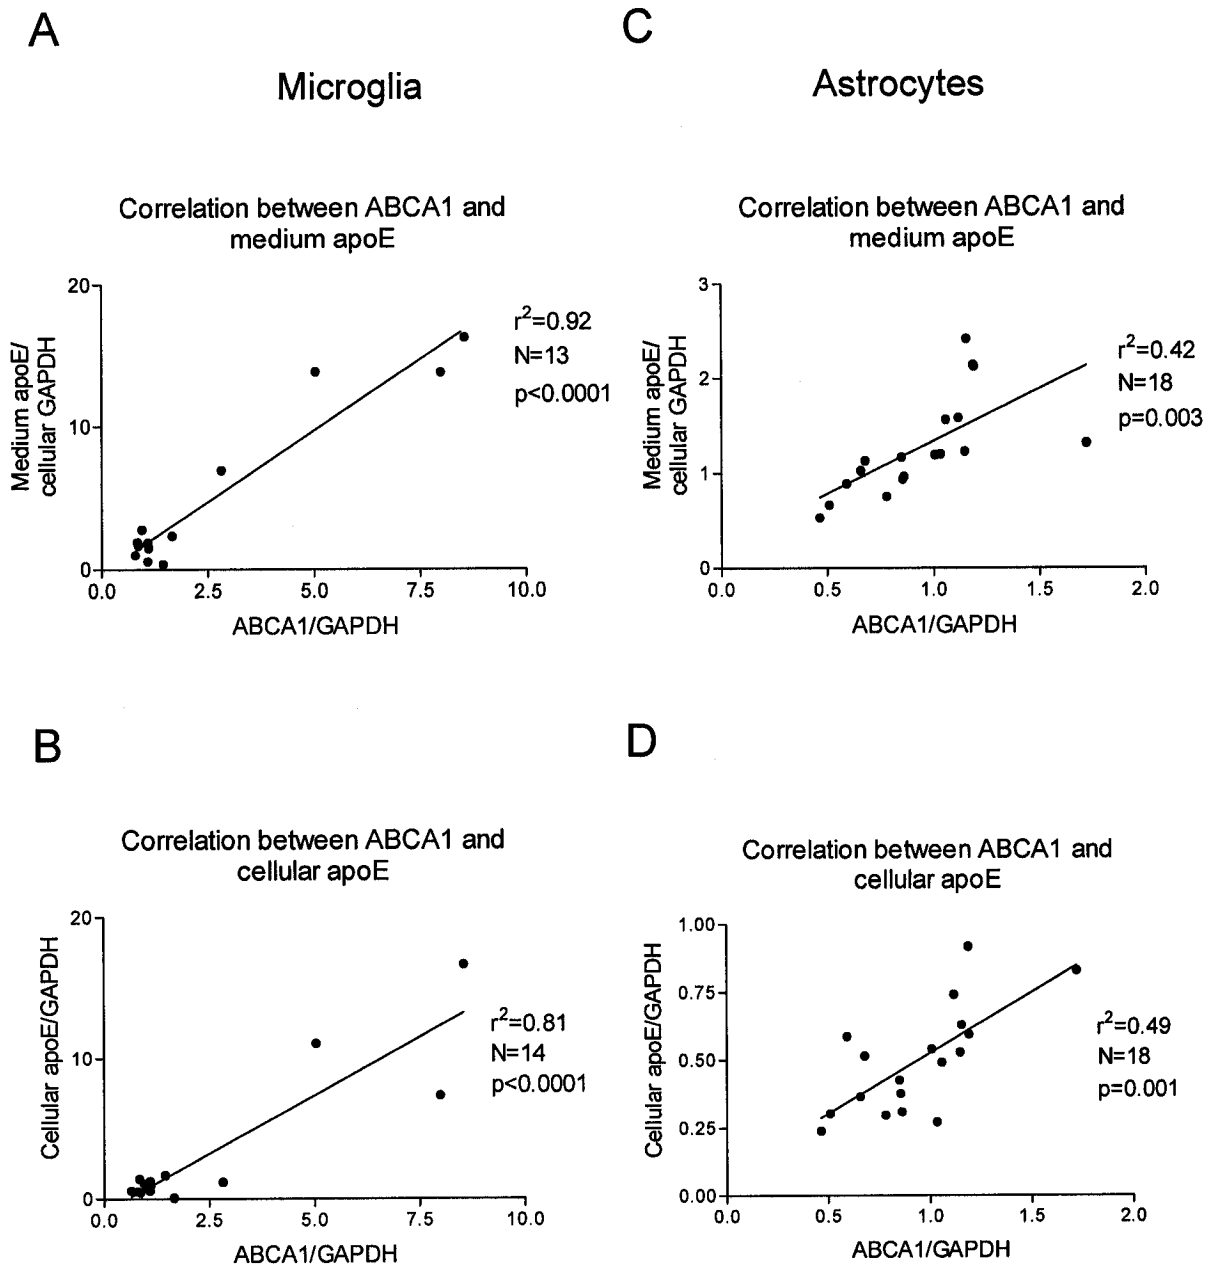 A
Microglia
Correlation between ABCA1 and
medium apoE
Medium apoE/
cellular GAPDH
20
10
0
0.0 2.5 5.0 7.5 10.0
ABCA1/GAPDH
r²=0.92
N=13
p<0.0001
C
Astrocytes
Correlation between ABCA1 and
medium apoE
Medium apoE/
cellular GAPDH
3
2
1
0
0.0 0.5 1.0 1.5 2.0
ABCA1/GAPDH
r²=0.42
N=18
p=0.003
B
Correlation between ABCA1 and
cellular apoE
Cellular apoE/GAPDH
20
10
0
0.0 2.5 5.0 7.5 10.0
ABCA1/GAPDH
r²=0.81
N=14
p<0.0001
D
Correlation between ABCA1 and
cellular apoE
Cellular apoE/GAPDH
1.00
0.75
0.50
0.25
0.00
0.0 0.5 1.0 1.5 2.0
ABCA1/GAPDH
r²=0.49
N=18
p=0.001